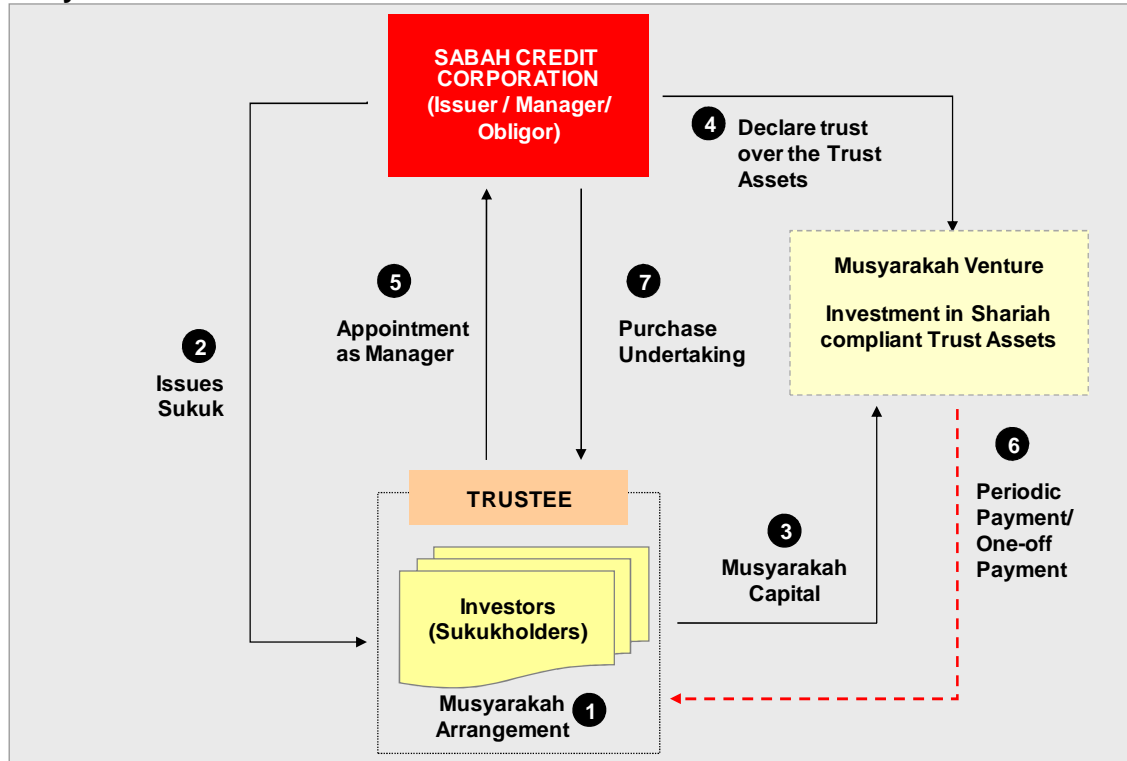 SABAH CREDIT
CORPORATION
(Issuer / Manager/
Obligor)
4
Declare trust
over the Trust
Assets
Musyarakah Venture
Investment in Shariah
compliant Trust Assets
5
Appointment
as Manager
7
Purchase
Undertaking
2
Issues
Sukuk
6
Periodic
Payment/
One-off
Payment
TRUSTEE
3
Musyarakah
Capital
Investors
(Sukukholders)
Musyarakah
Arrangement
1